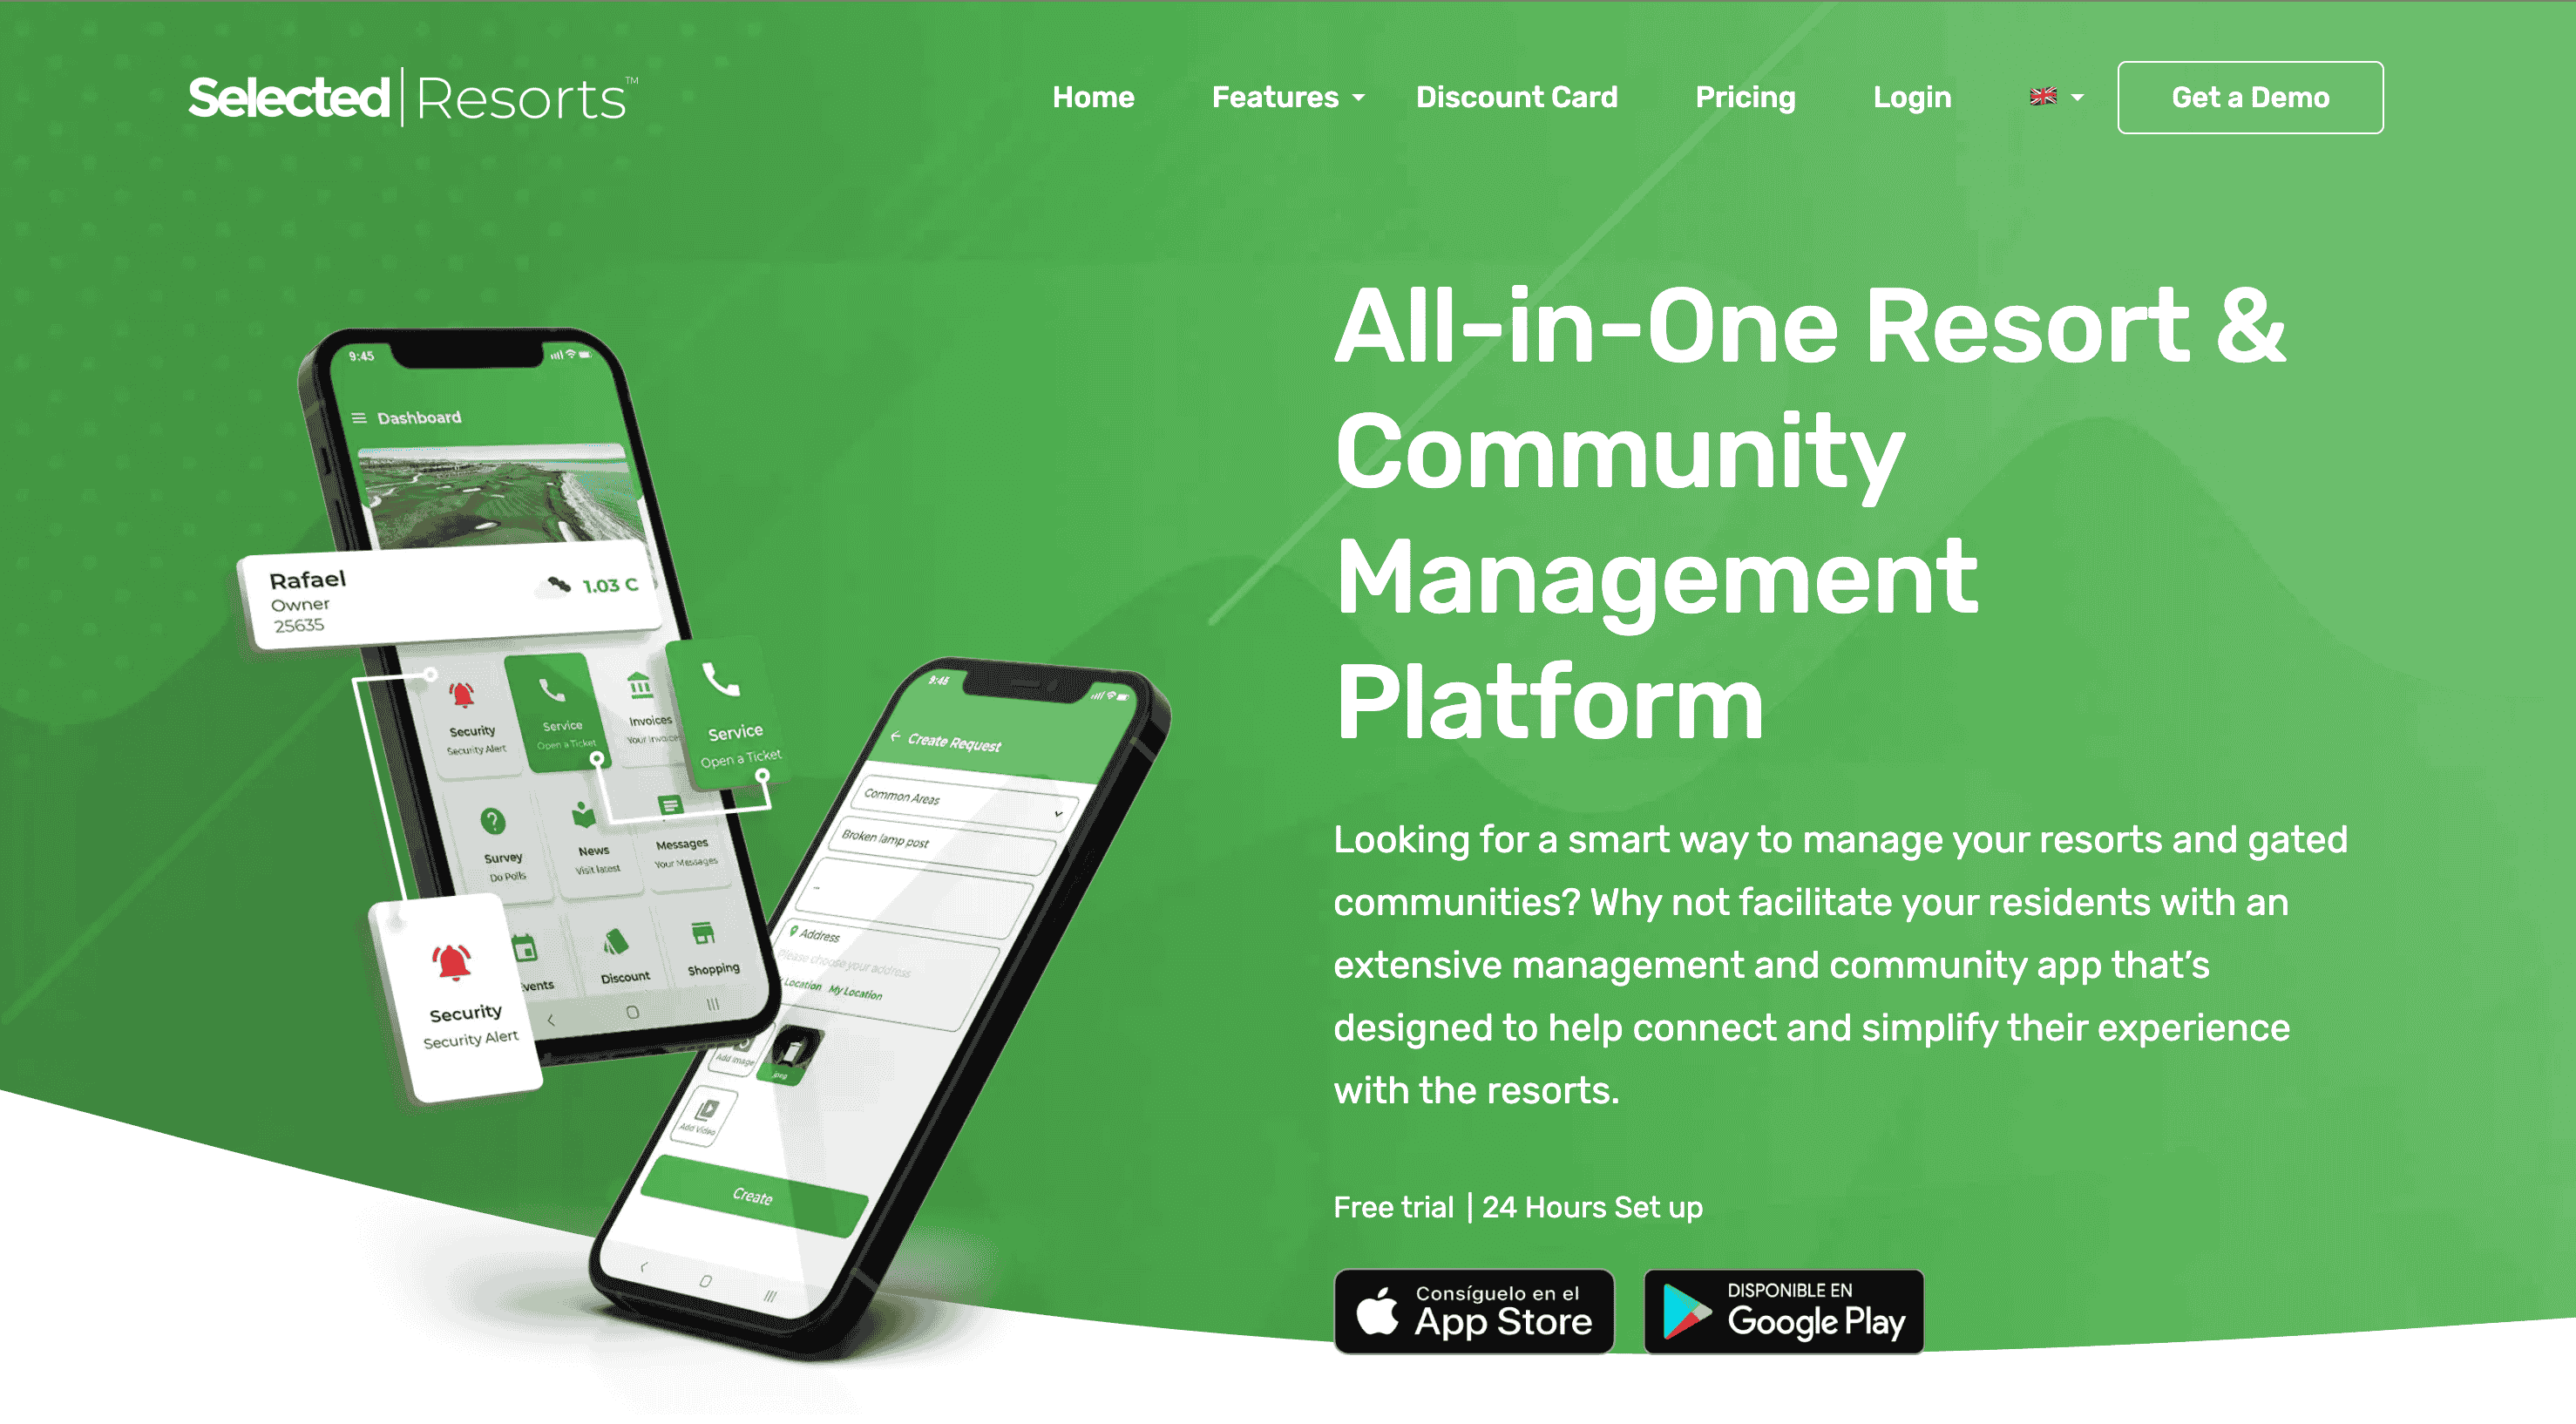 Selected Resorts™
Home Features Discount Card Pricing Login Get a Demo
All-in-One Resort &
Community
Management
Platform
Looking for a smart way to manage your resorts and gated
communities? Why not facilitate your residents with an
extensive management and community app that's
designed to help connect and simplify their experience
with the resorts.
Free trial | 24 Hours Set up
Consíguelo en el
App Store
DISPONIBLE EN
Google Play
9:45
Dashboard
Rafael
Owner
25635
1.03 C
Security
Security Alert
Service
Open a Ticket
Invoices
Your Invoice
Service
Open a Ticket
Survey
Do Polls
News
Visit latest
Messages
Your Messages
Discount
Shopping
Security
Security Alert
9:45
Create Request
Common Areas
Broken lamp post
...
Address
Please choose your address
Location My Location
Add Image
.jpeg
Add Video
Create